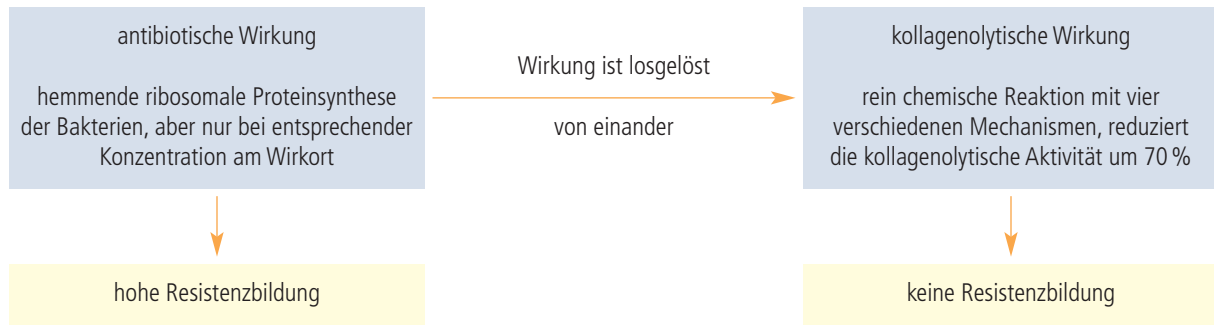 antibiotische Wirkung
hemmende ribosomale Proteinsynthese
der Bakterien, aber nur bei entsprechender
Konzentration am Wirkort
Wirkung ist losgelöst
von einander
kollagenolytische Wirkung
rein chemische Reaktion mit vier
verschiedenen Mechanismen, reduziert
die kollagenolytische Aktivität um 70 %
hohe Resistenzbildung
keine Resistenzbildung